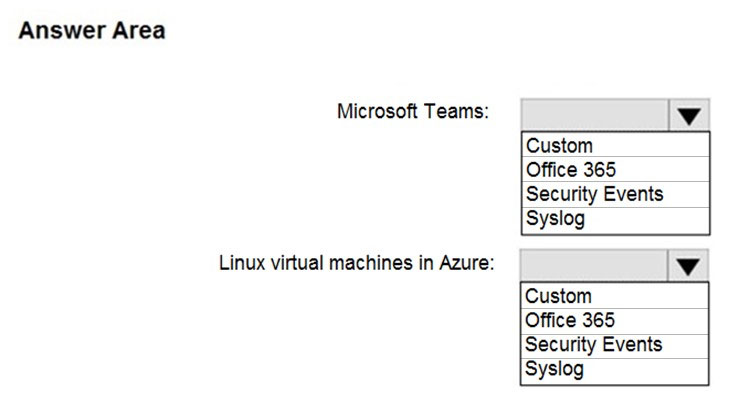 Answer Area
Microsoft Teams:
Custom
Office 365
Security Events
Syslog
Linux virtual machines in Azure:
Custom
Office 365
Security Events
Syslog